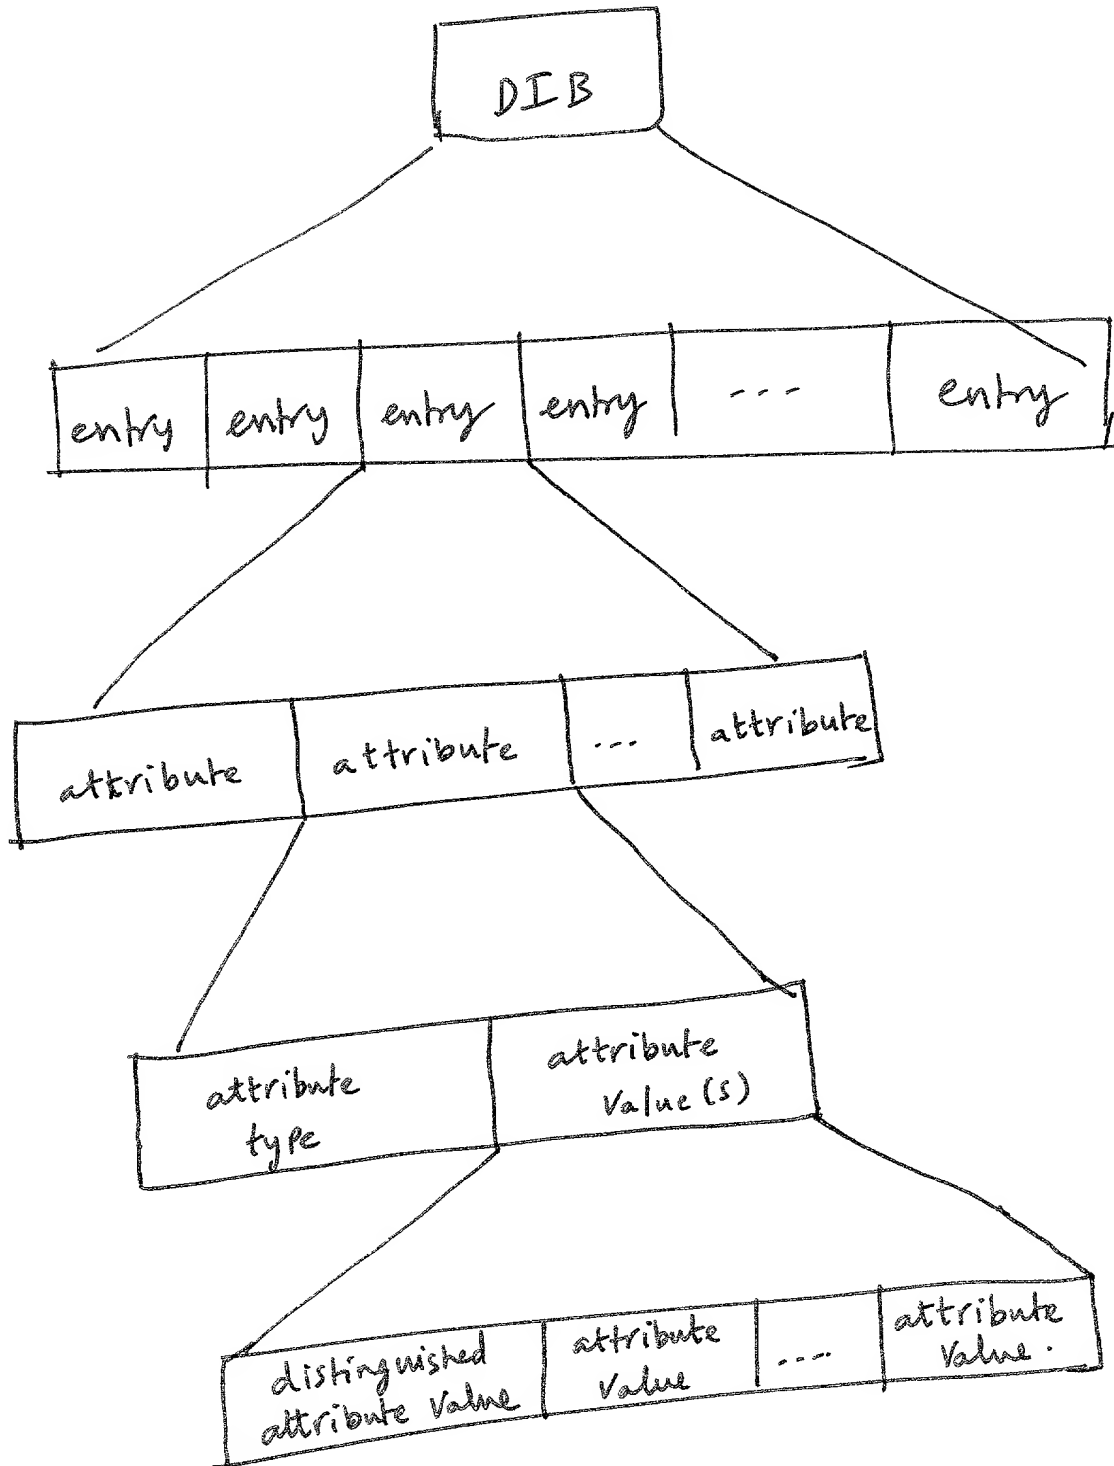 DIB
entry entry entry entry --- entry
attribute attribute ... attribute
attribute
type
attribute
value(s)
distinguished
attribute value
attribute
value
....
attribute
value.